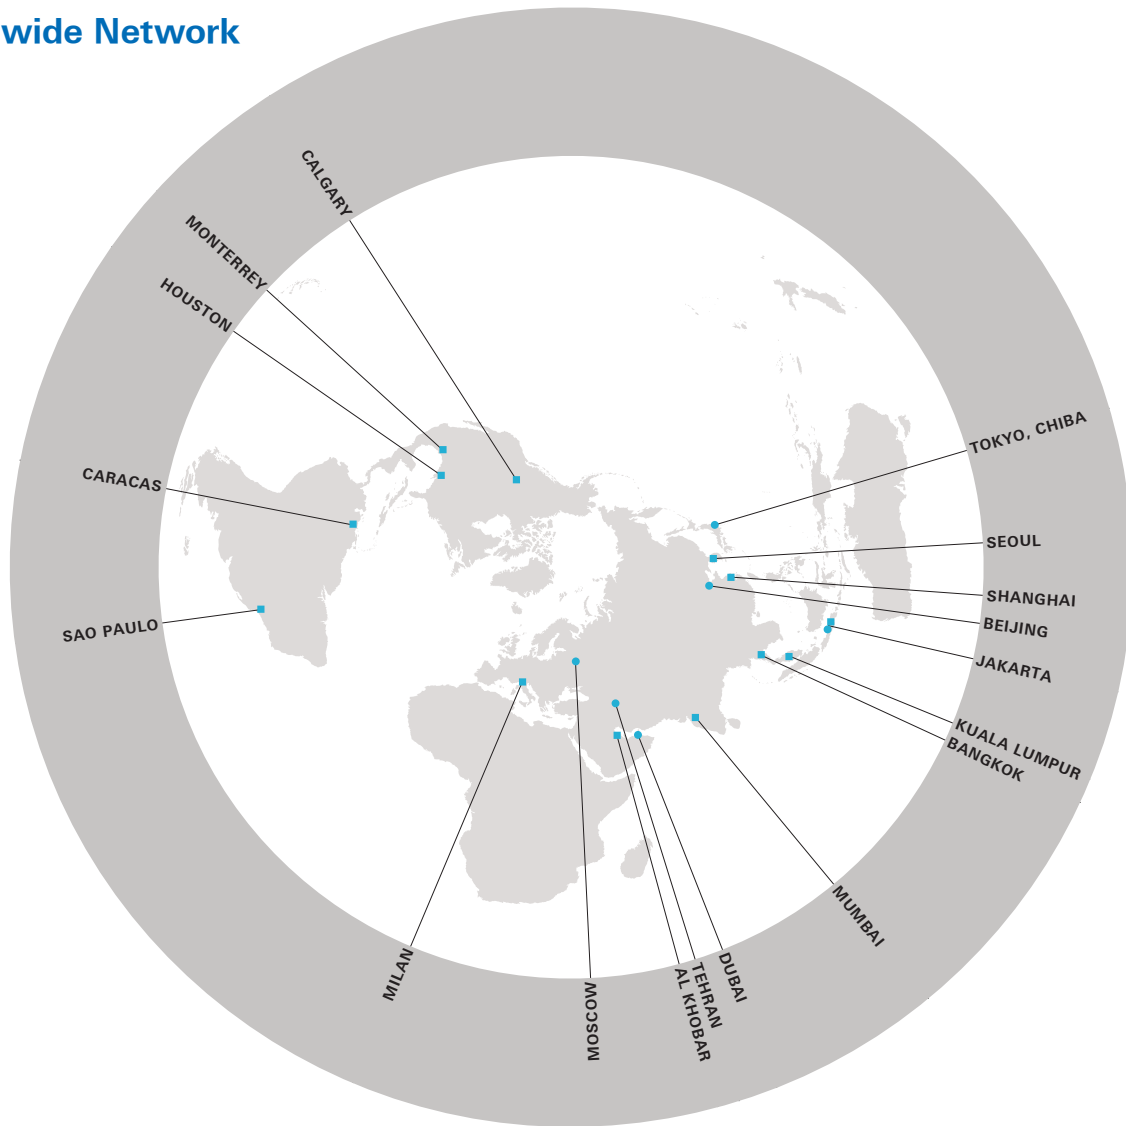 wide Network
CALGARY
MONTERREY
HOUSTON
CARACAS
SAO PAULO
TOKYO, CHIBA
SEOUL
SHANGHAI
BEIJING
JAKARTA
KUALA LUMPUR
BANGKOK
MUMBAI
DUBAI
TEHRAN
AL KHOBAR
MOSCOW
MILAN